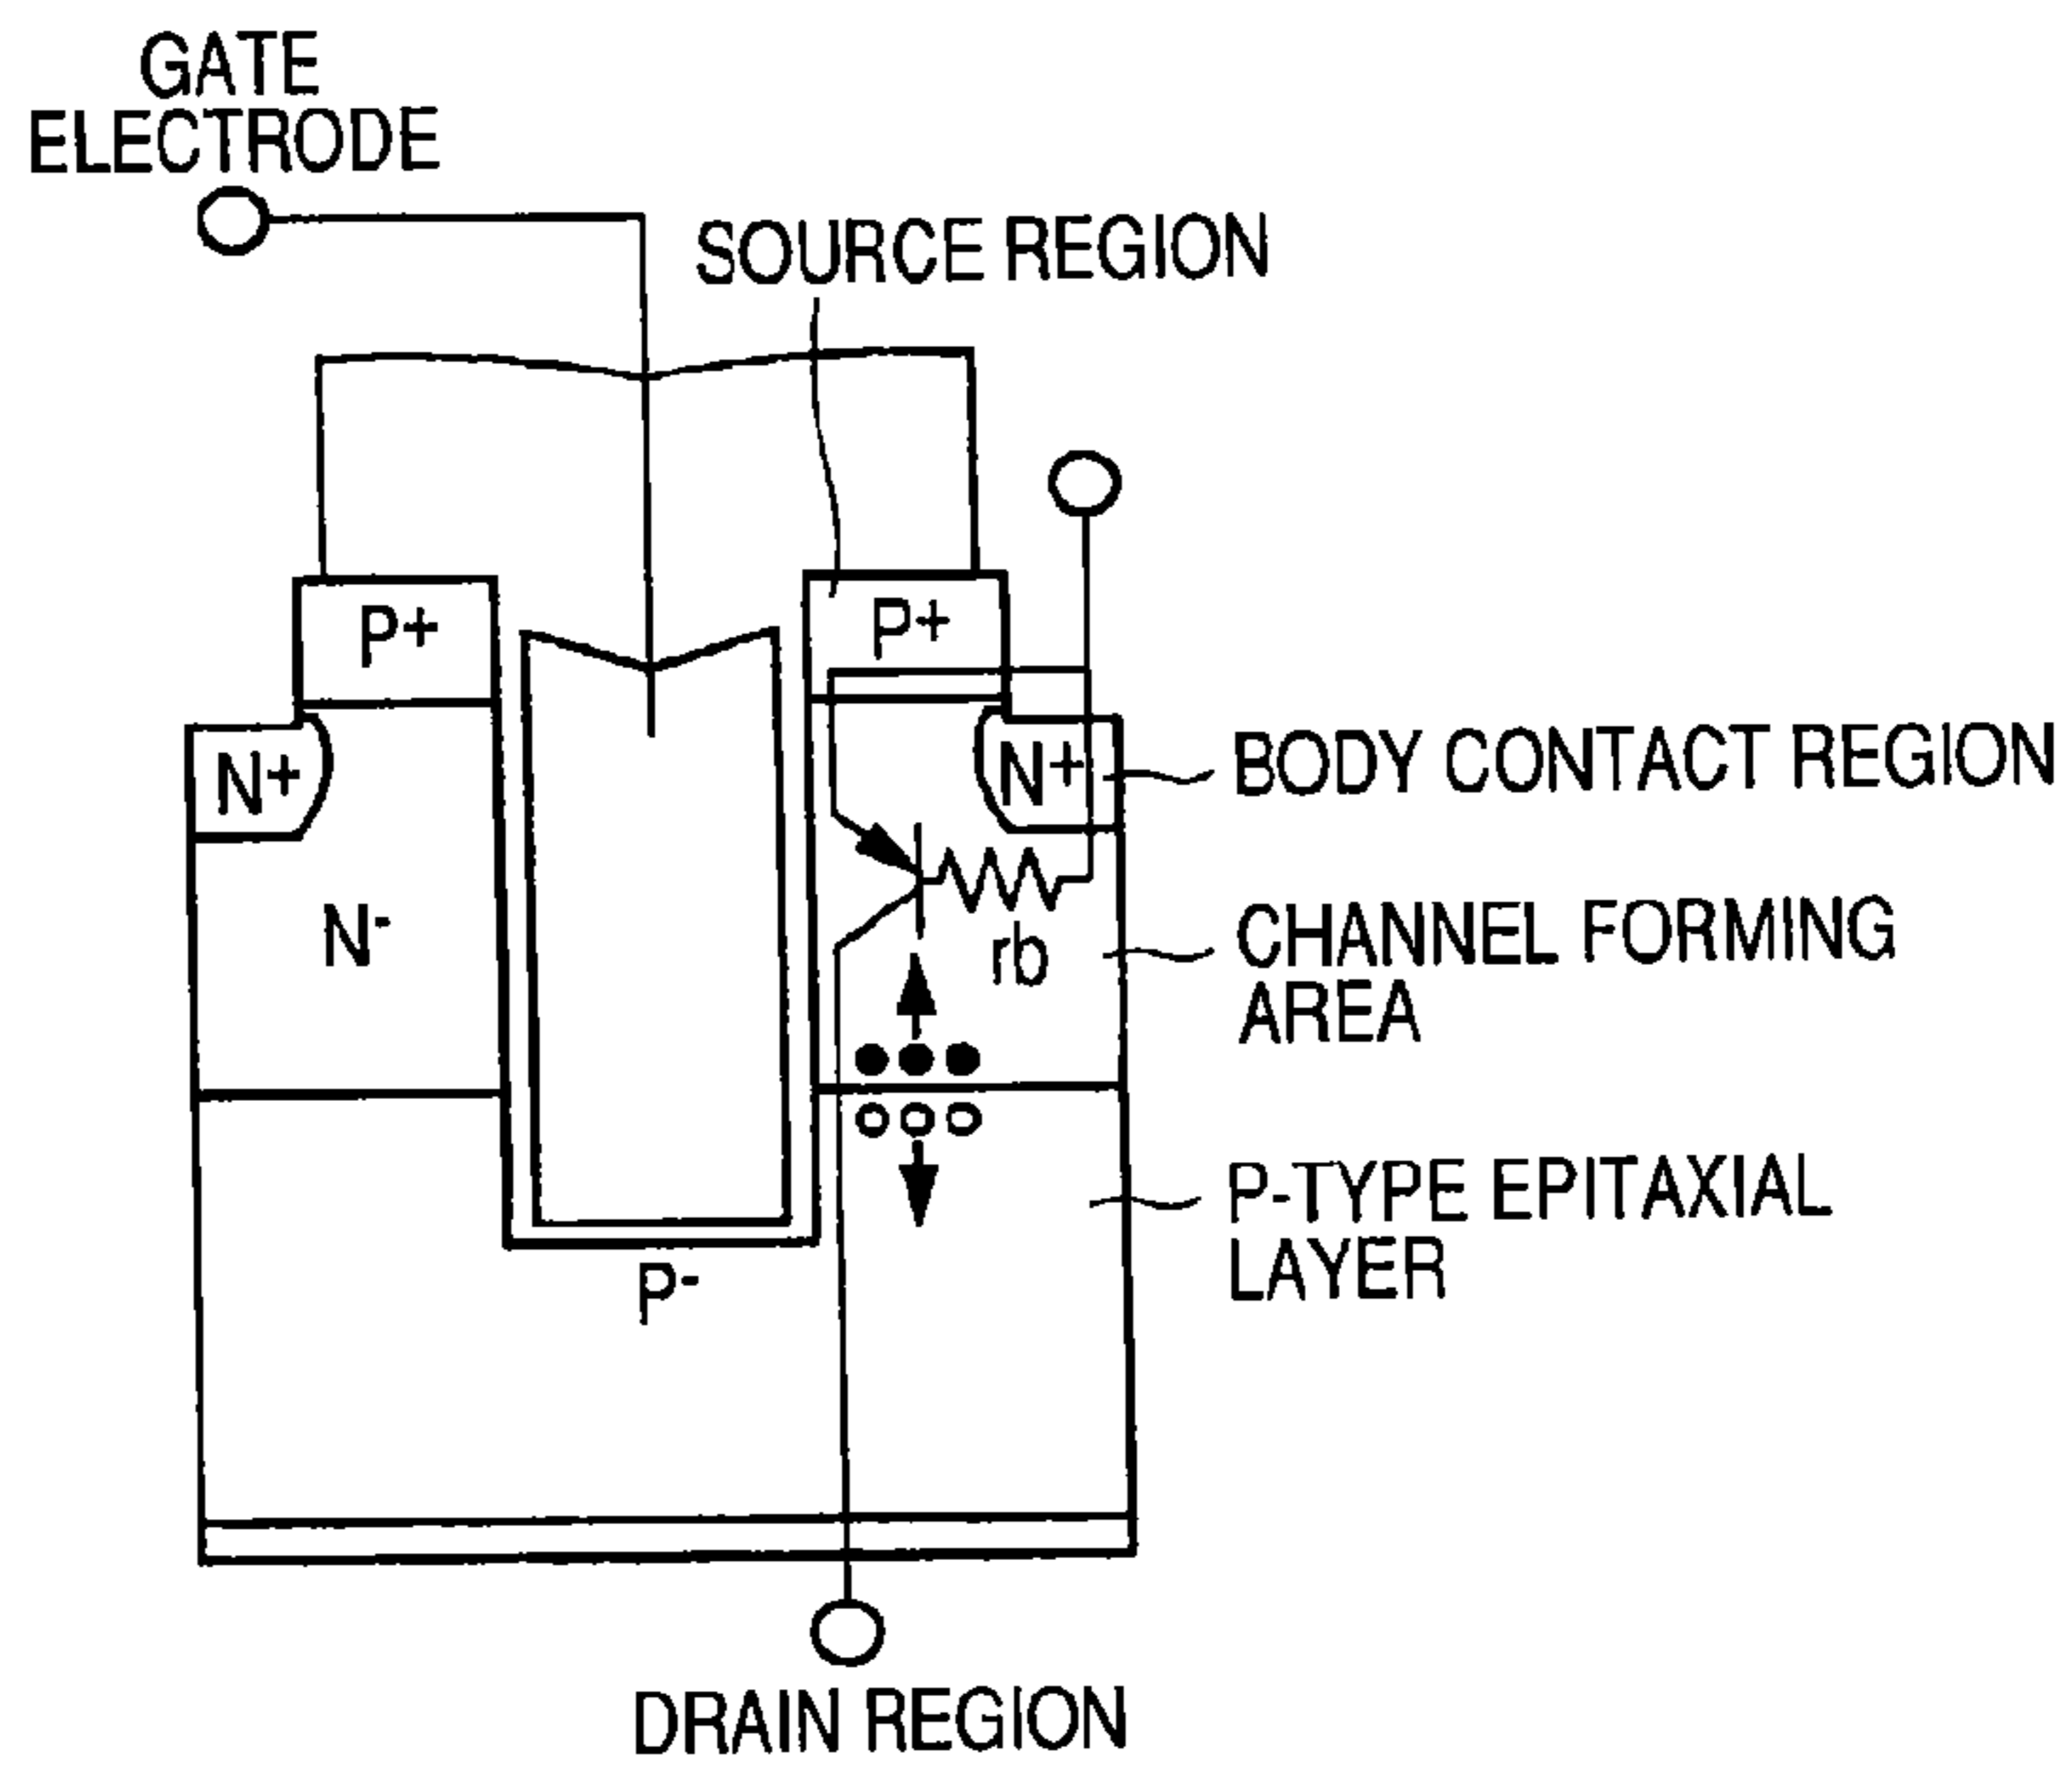 GATE
ELECTRODE
SOURCE REGION
P+
P+
N+
N+
BODY CONTACT REGION
N-
rb
CHANNEL FORMING
AREA
P-TYPE EPITAXIAL
LAYER
P-
DRAIN REGION